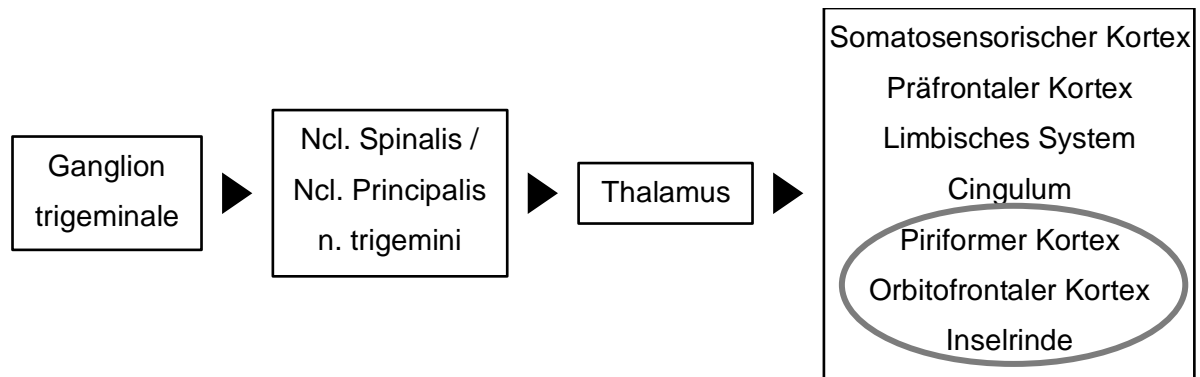 Ganglion
trigeminale
Ncl. Spinalis /
Ncl. Principalis
n. trigemini
Thalamus
Somatosensorischer Kortex
Präfrontaler Kortex
Limbisches System
Cingulum
Piriformer Kortex
Orbitofrontaler Kortex
Inselrinde